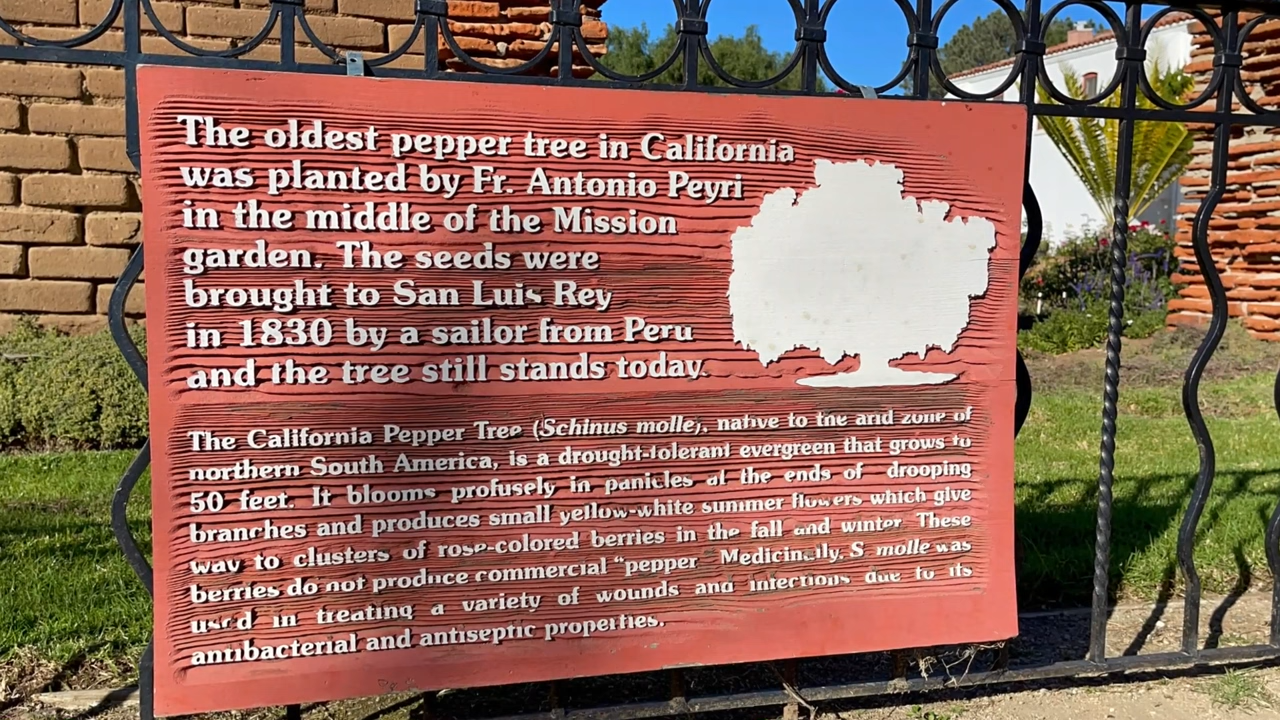 The oldest pepper tree in California
was planted by Fr. Antonio Peyri
in the middle of the Mission
garden. The seeds were
brought to San Luis Rey
in 1830 by a sailor from Peru
and the tree still stands today.
The California Pepper Tree (Schinus molle), native to the arid zone of
northern South America, is a drought-tolerant evergreen that grows to
50 feet. It blooms profusely in panicles at the ends of drooping
branches and produces small yellow-white summer flowers which give
way to clusters of rose-colored berries in the fall and winter. These
berries do not produce commercial "pepper" Medicinally, S. molle was
used in treating a variety of wounds and infections due to its
antibacterial and antiseptic properties.